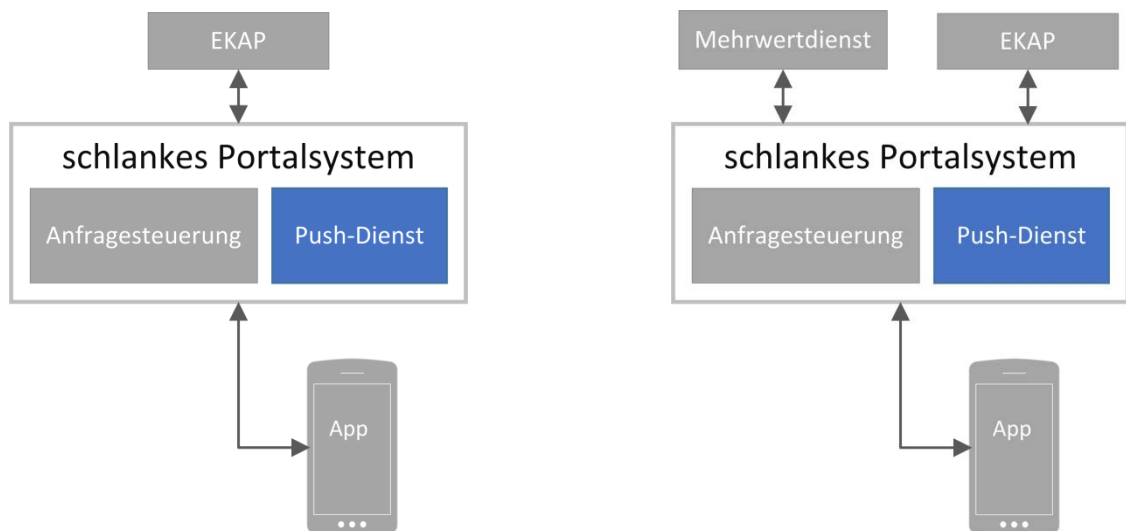 EKAP
schlankes Portalsystem
Anfragesteuerung
Push-Dienst
App
Mehrwertdienst
EKAP
schlankes Portalsystem
Anfragesteuerung
Push-Dienst
App